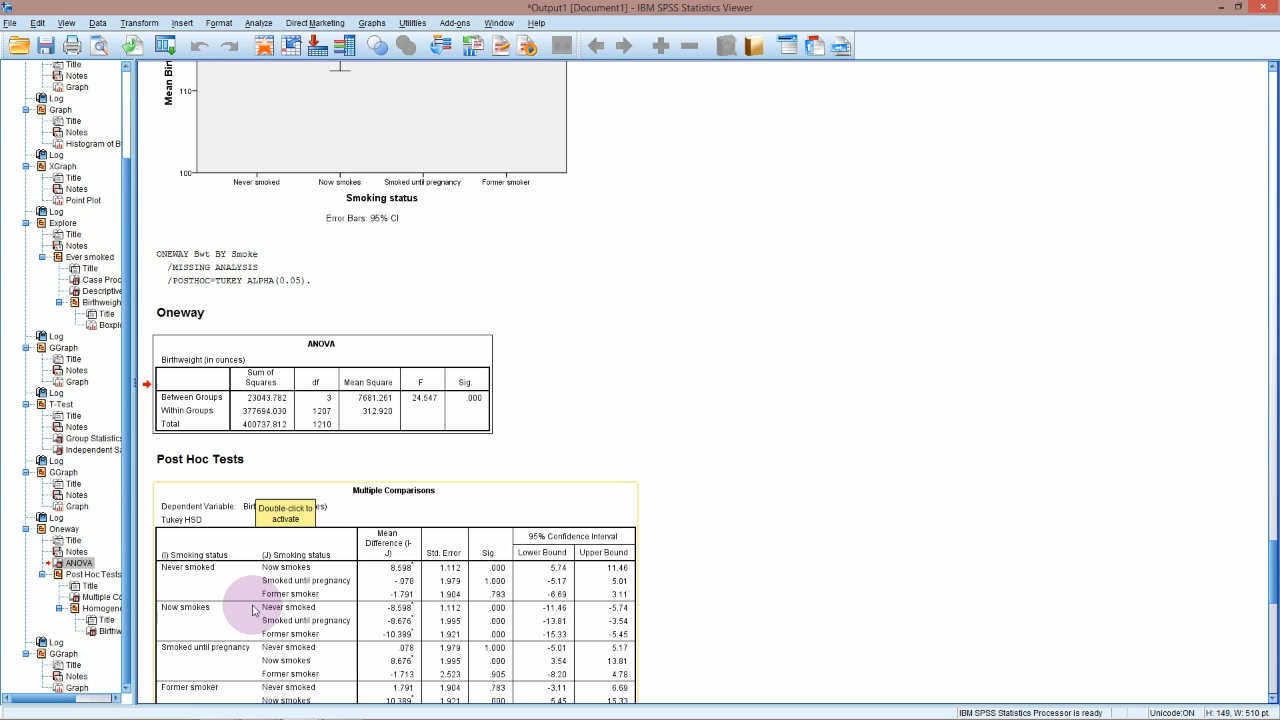 *Output1 [Document1] - IBM SPSS Statistics Viewer
File Edit View Data Transform Insert Format Analyze Direct Marketing Graphs Utilities Add-ons Window Help
Title
Notes
Graph
Log
Graph
Title
Notes
Histogram of B
Log
XGraph
Title
Notes
Point Plot
Log
Explore
Title
Notes
Ever smoked
Title
Case Proc
Descriptive
Birthweigh
Title
Boxplo
Log
GGraph
Title
Notes
Graph
Log
T-Test
Title
Notes
Group Statistics
Independent Sa
Log
GGraph
Title
Notes
Graph
Log
Oneway
Title
Notes
ANOVA
Post Hoc Tests
Title
Multiple Co
Homogene
Title
Birthw
Log
GGraph
Title
Notes
Graph
Mean Bir
110
100
Never smoked Now smokes Smoked until pregnancy Former smoker
Smoking status
Error Bars: 95% CI
ONEWAY Bwt BY Smoke
/MISSING ANALYSIS
/POSTHOC=TUKEY ALPHA(0.05).
Oneway
ANOVA
Birthweight (in ounces)
Sum of Squares df Mean Square F Sig.
Between Groups 23043.782 3 7681.261 24.547 .000
Within Groups 377694.030 1207 312.920
Total 400737.812 1210
Post Hoc Tests
Multiple Comparisons
Dependent Variable: Birt es)
Double-click to
activate
Tukey HSD
(I) Smoking status (J) Smoking status Mean Difference (I-J) Std. Error Sig. 95% Confidence Interval
Lower Bound Upper Bound
Never smoked Now smokes 8.598* 1.112 .000 5.74 11.46
Smoked until pregnancy -.078 1.979 1.000 -5.17 5.01
Former smoker -1.791 1.904 .783 -6.69 3.11
Now smokes Never smoked -8.598* 1.112 .000 -11.46 -5.74
Smoked until pregnancy -8.676* 1.995 .000 -13.81 -3.54
Former smoker -10.389* 1.921 .000 -15.33 -5.45
Smoked until pregnancy Never smoked .078 1.979 1.000 -5.01 5.17
Now smokes 8.676* 1.995 .000 3.54 13.81
Former smoker -1.713 2.523 .905 -8.20 4.78
Former smoker Never smoked 1.791 1.904 .783 -3.11 6.69
Now smokes 10.389* 1.921 .000 5.45 15.33
IBM SPSS Statistics Processor is ready Unicode:ON H: 149, W: 510 pt.